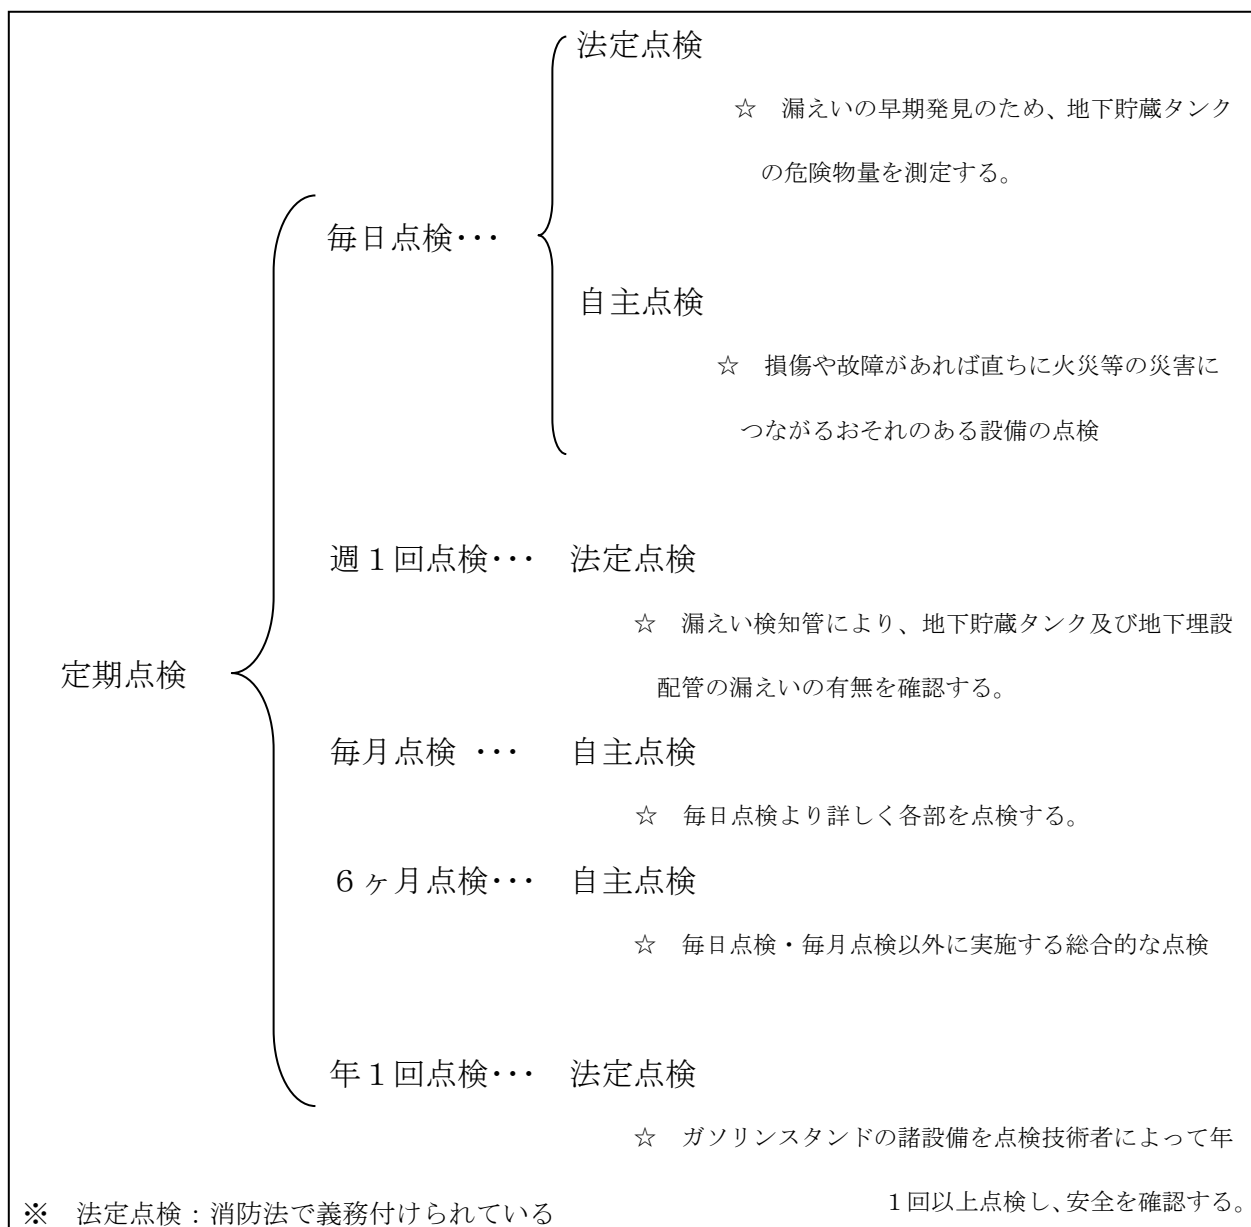 法定点検
☆　漏えいの早期発見のため、地下貯蔵タンク
の危険物量を測定する。
毎日点検･･･
自主点検
☆　損傷や故障があれば直ちに火災等の災害に
つながるおそれのある設備の点検
週１回点検･･･　法定点検
☆　漏えい検知管により、地下貯蔵タンク及び地下埋設
配管の漏えいの有無を確認する。
定期点検
毎月点検 ･･･　自主点検
☆　毎日点検より詳しく各部を点検する。
６ヶ月点検･･･　自主点検
☆　毎日点検・毎月点検以外に実施する総合的な点検
年１回点検･･･　法定点検
☆　ガソリンスタンドの諸設備を点検技術者によって年
１回以上点検し、安全を確認する。
※　法定点検：消防法で義務付けられている